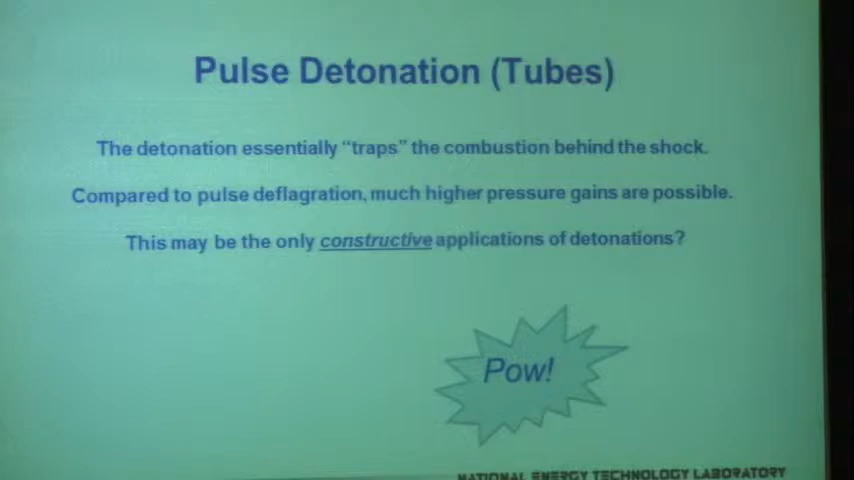 Pulse Detonation (Tubes)
The detonation essentially “traps” the combustion behind the shock.
Compared to pulse deflagration, much higher pressure gains are possible.
This may be the only constructive applications of detonations?
Pow!
NATIONAL ENERGY TECHNOLOGY LABORATORY